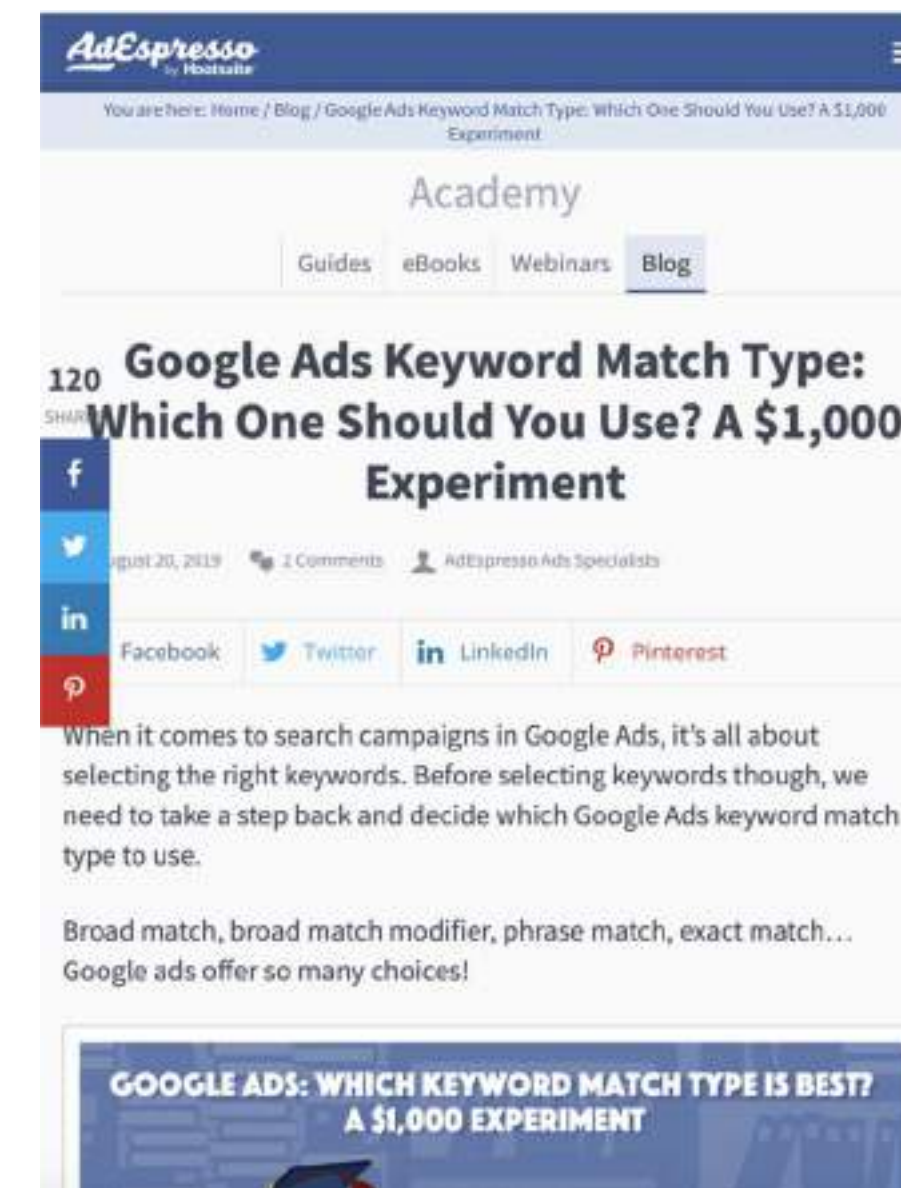 AdEspresso
by Hootsuite
You are here: Home / Blog / Google Ads Keyword Match Type: Which One Should You Use? A $1,000
Experiment
Academy
Guides eBooks Webinars Blog
120
SHAR
Google Ads Keyword Match Type:
Which One Should You Use? A $1,000
Experiment
ugust 20, 2019 2 Comments AdEspresso Ads Specialists
Facebook Twitter in LinkedIn Pinterest
When it comes to search campaigns in Google Ads, it's all about
selecting the right keywords. Before selecting keywords though, we
need to take a step back and decide which Google Ads keyword match
type to use.
Broad match, broad match modifier, phrase match, exact match...
Google ads offer so many choices!
GOOGLE ADS: WHICH KEYWORD MATCH TYPE IS BEST?
A $1,000 EXPERIMENT